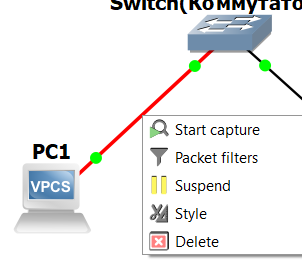 Switch(Коммутато
PC1
VPCS
Start capture
Packet filters
Suspend
Style
Delete